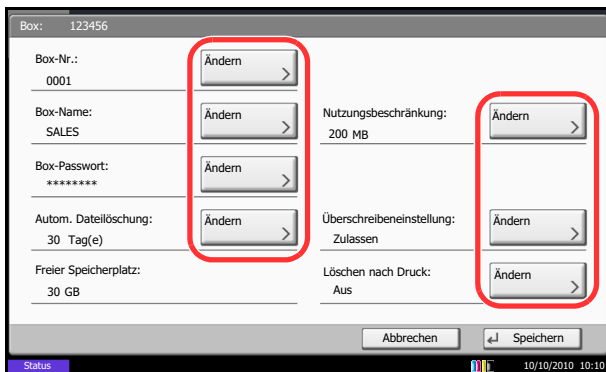 Box: 123456
Box-Nr.:
0001
Ändern
Box-Name:
SALES
Ändern
Nutzungsbeschränkung:
200 MB
Ändern
Box-Passwort:
********
Ändern
Autom. Dateilöschung:
30 Tag(e)
Ändern
Überschreibeneinstellung:
Zulassen
Ändern
Freier Speicherplatz:
30 GB
Löschen nach Druck:
Aus
Ändern
Abbrechen
Speichern
Status
10/10/2010 10:10